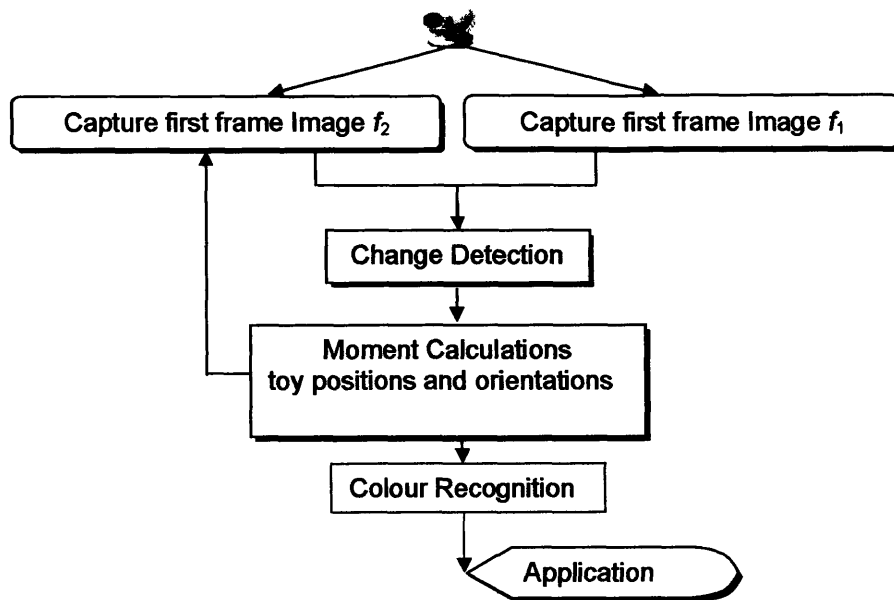 Capture first frame Image f₂
Capture first frame Image f₁
Change Detection
Moment Calculations
toy positions and orientations
Colour Recognition
Application